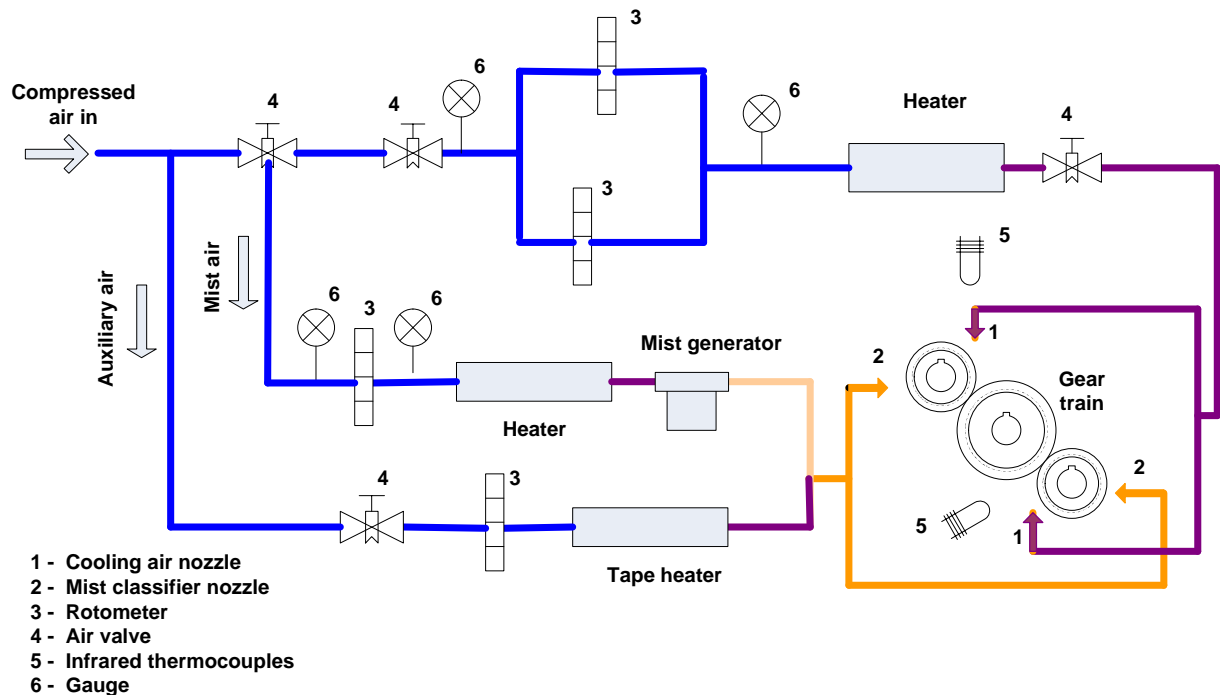 3
6
4
4
6
Heater
4
Compressed
air in
3
5
Mist air
Auxiliary air
6
3
6
Mist generator
2
1
Gear
train
Heater
2
4
3
5
1
Tape heater
1 - Cooling air nozzle
2 - Mist classifier nozzle
3 - Rotometer
4 - Air valve
5 - Infrared thermocouples
6 - Gauge